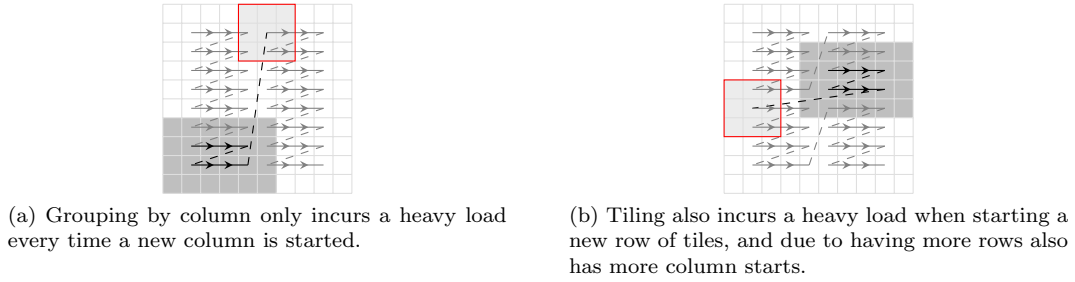 (a) Grouping by column only incurs a heavy load
every time a new column is started.
(b) Tiling also incurs a heavy load when starting a
new row of tiles, and due to having more rows also
has more column starts.